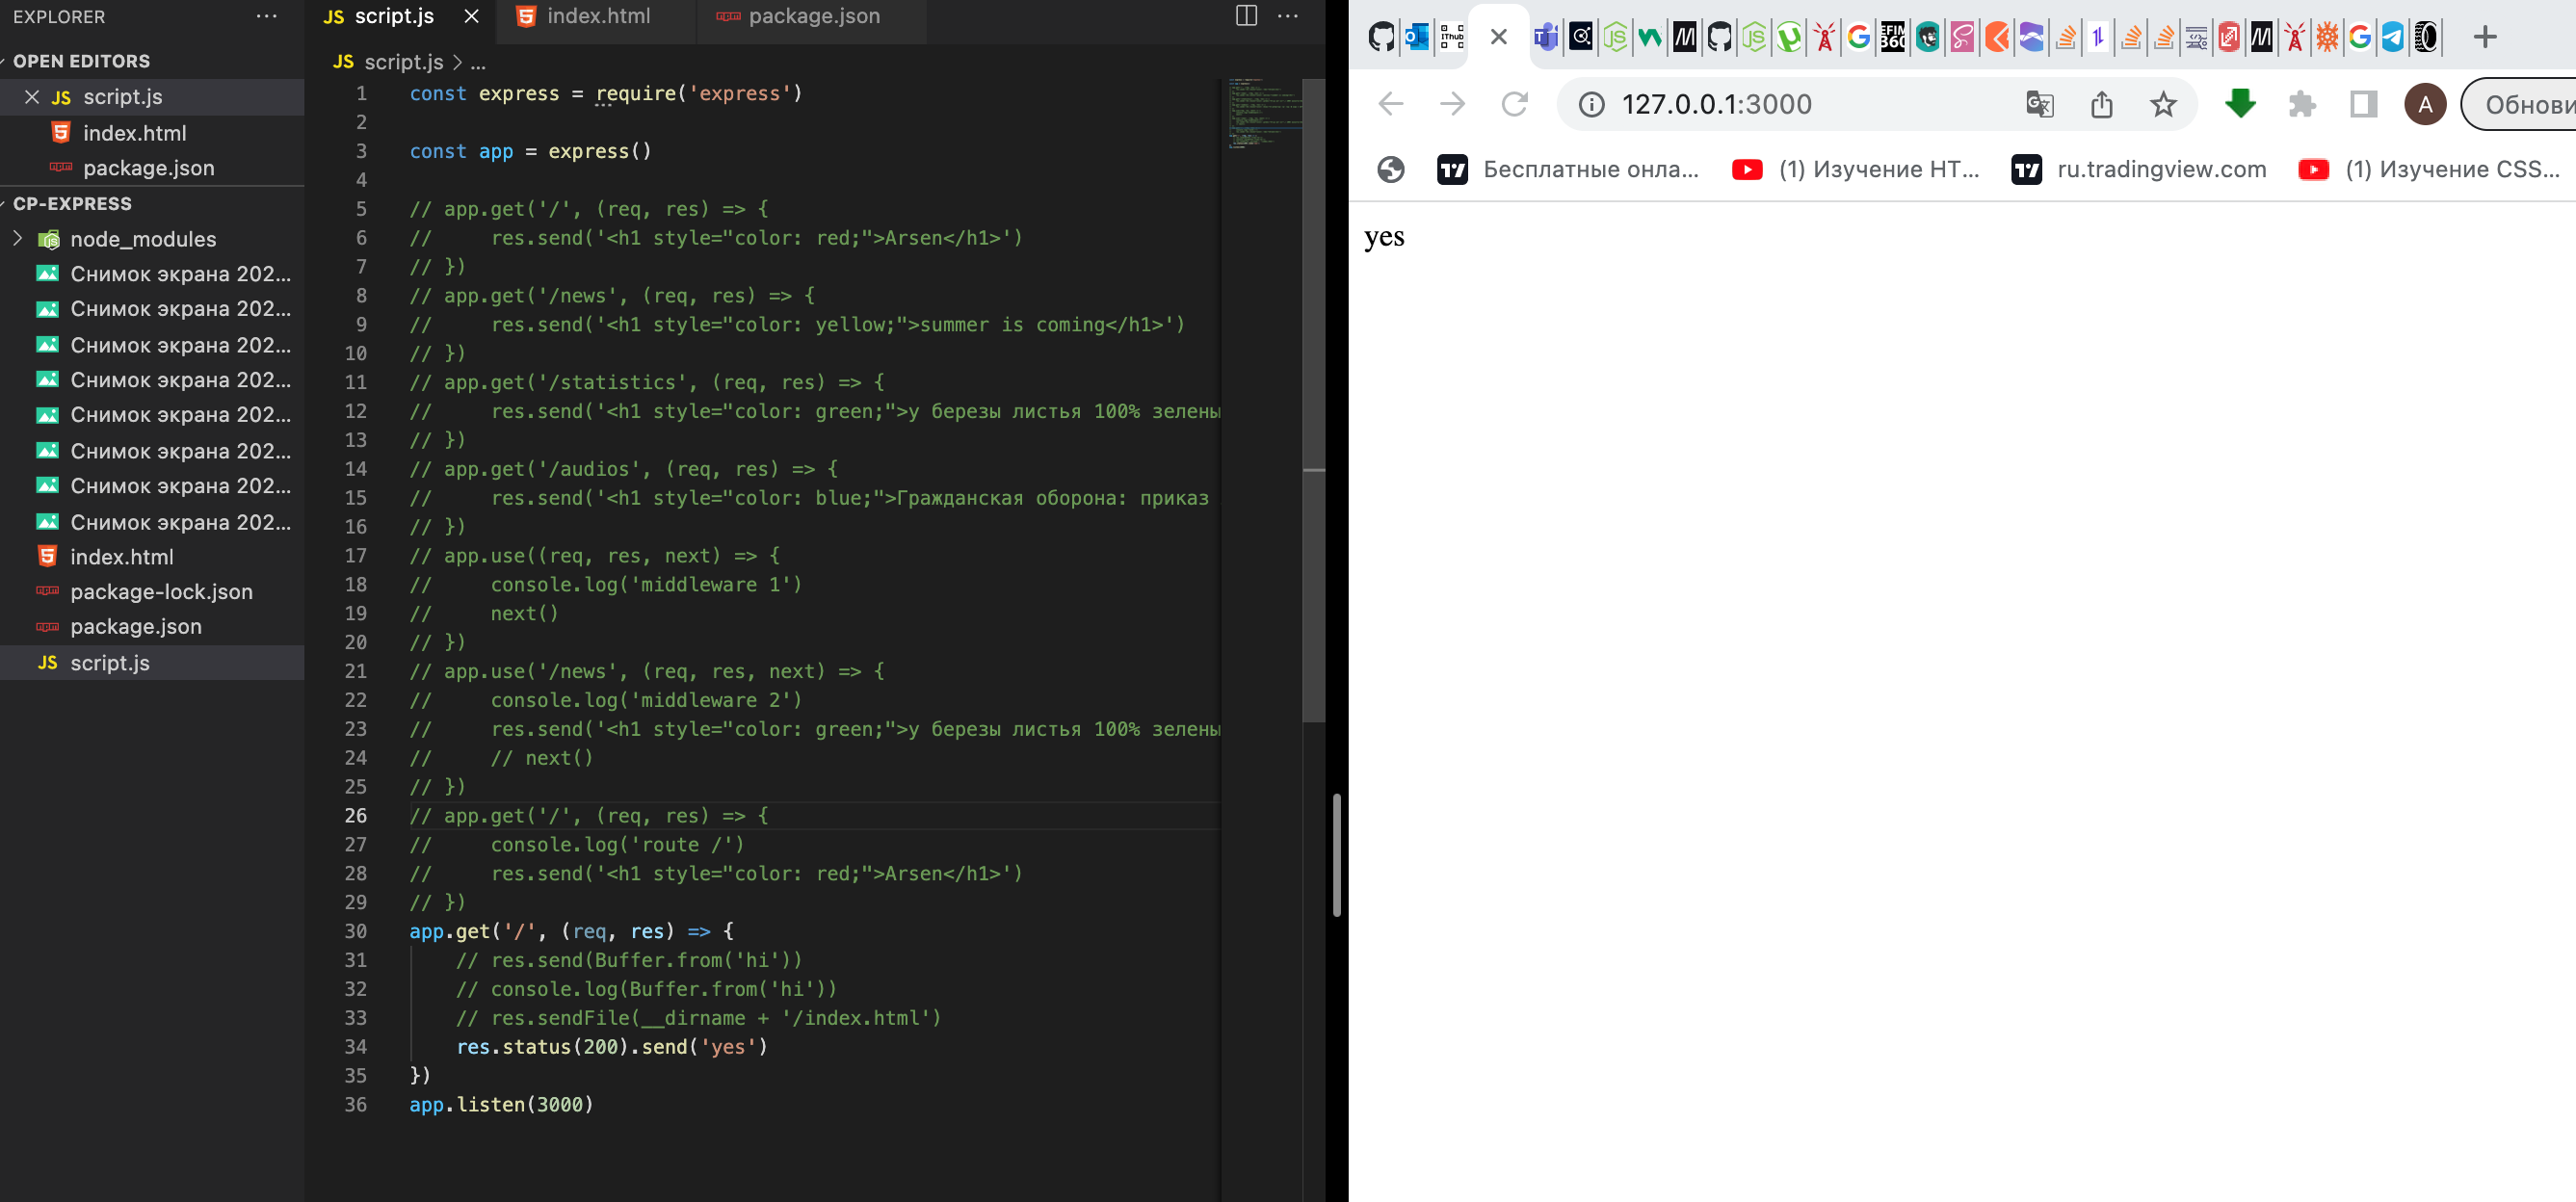 EXPLORER
OPEN EDITORS
JS script.js
index.html
package.json
CP-EXPRESS
node_modules
Снимок экрана 202...
Снимок экрана 202...
Снимок экрана 202...
Снимок экрана 202...
Снимок экрана 202...
Снимок экрана 202...
Снимок экрана 202...
Снимок экрана 202...
index.html
package-lock.json
package.json
JS script.js
JS script.js index.html package.json
JS script.js > ...
1 const express = require('express')
2
3 const app = express()
4
5 // app.get('/', (req, res) => {
6 //     res.send('<h1 style="color: red;">Arsen</h1>')
7 // })
8 // app.get('/news', (req, res) => {
9 //     res.send('<h1 style="color: yellow;">summer is coming</h1>')
10 // })
11 // app.get('/statistics', (req, res) => {
12 //     res.send('<h1 style="color: green;">у березы листья 100% зелены
13 // })
14 // app.get('/audios', (req, res) => {
15 //     res.send('<h1 style="color: blue;">Гражданская оборона: приказ
16 // })
17 // app.use((req, res, next) => {
18 //     console.log('middleware 1')
19 //     next()
20 // })
21 // app.use('/news', (req, res, next) => {
22 //     console.log('middleware 2')
23 //     res.send('<h1 style="color: green;">у березы листья 100% зелены
24 //     // next()
25 // })
26 // app.get('/', (req, res) => {
27 //     console.log('route /')
28 //     res.send('<h1 style="color: red;">Arsen</h1>')
29 // })
30 app.get('/', (req, res) => {
31     // res.send(Buffer.from('hi'))
32     // console.log(Buffer.from('hi'))
33     // res.sendFile(__dirname + '/index.html')
34     res.status(200).send('yes')
35 })
36 app.listen(3000)
127.0.0.1:3000
A
Обнови
Бесплатные онла...
(1) Изучение HT...
ru.tradingview.com
(1) Изучение CSS...
yes